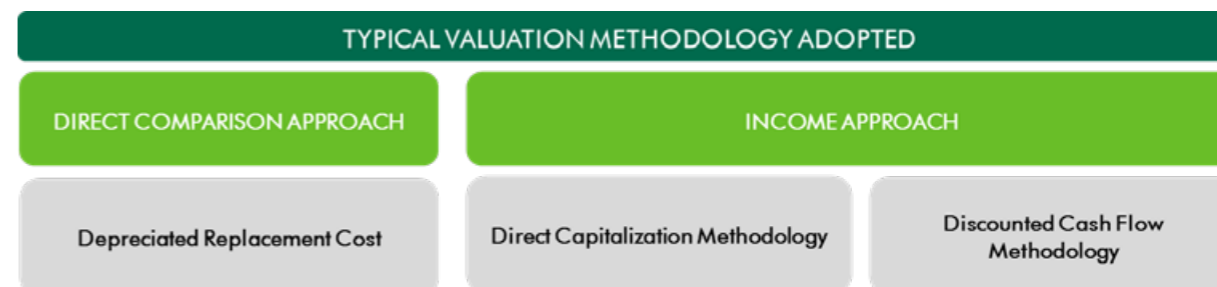 TYPICAL VALUATION METHODOLOGY ADOPTED
DIRECT COMPARISON APPROACH
INCOME APPROACH
Depreciated Replacement Cost
Direct Capitalization Methodology
Discounted Cash Flow
Methodology